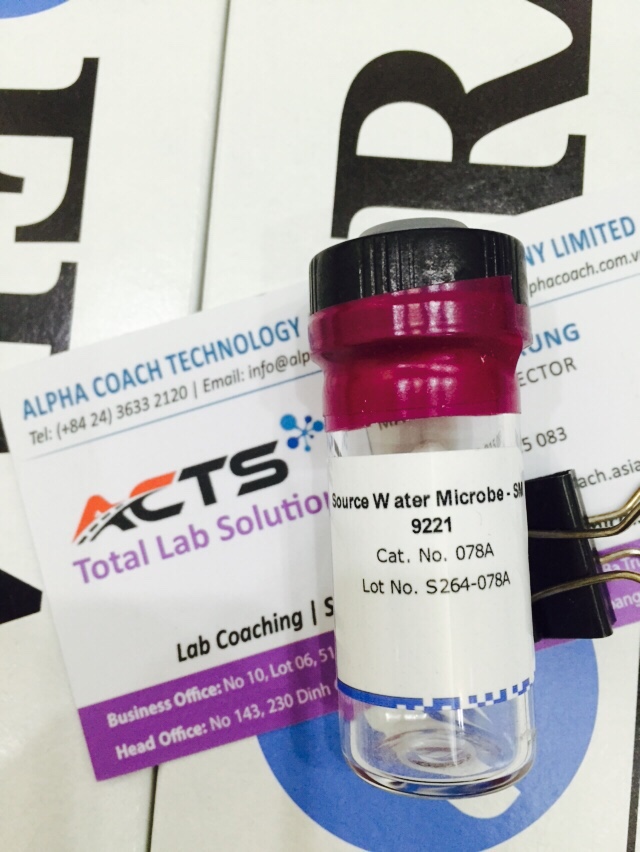 ALPHA COACH TECHNOLOGY
NY LIMITED
Tel: (+84 24) 3633 2120 | Email: info@alp
phacoach.com.v
UNG
ECTOR
ACTS
Total Lab Solution
5 083
ach.asia
Lab Coaching | S
Business Office: No 10, Lot 06, 51
Head Office: No 143, 230 Dinh
Source Water Microbe - SM
9221
Cat. No. 078A
Lot No. S264-078A
R